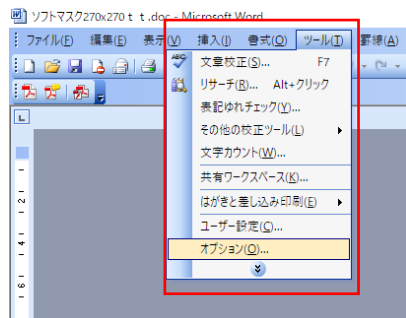 ソフトマスク270x270 t t .doc - Microsoft Word
ファイル(F) 編集(E) 表示(V) 挿入(I) 書式(O) ツール(T) 罫線(A)
文章校正(S)... F7
リサーチ(R)... Alt+クリック
表記ゆれチェック(Y)...
その他の校正ツール(L)
文字カウント(W)...
共有ワークスペース(K)...
はがきと差し込み印刷(E)
ユーザー設定(C)...
オプション(O)...
L
2
4
6